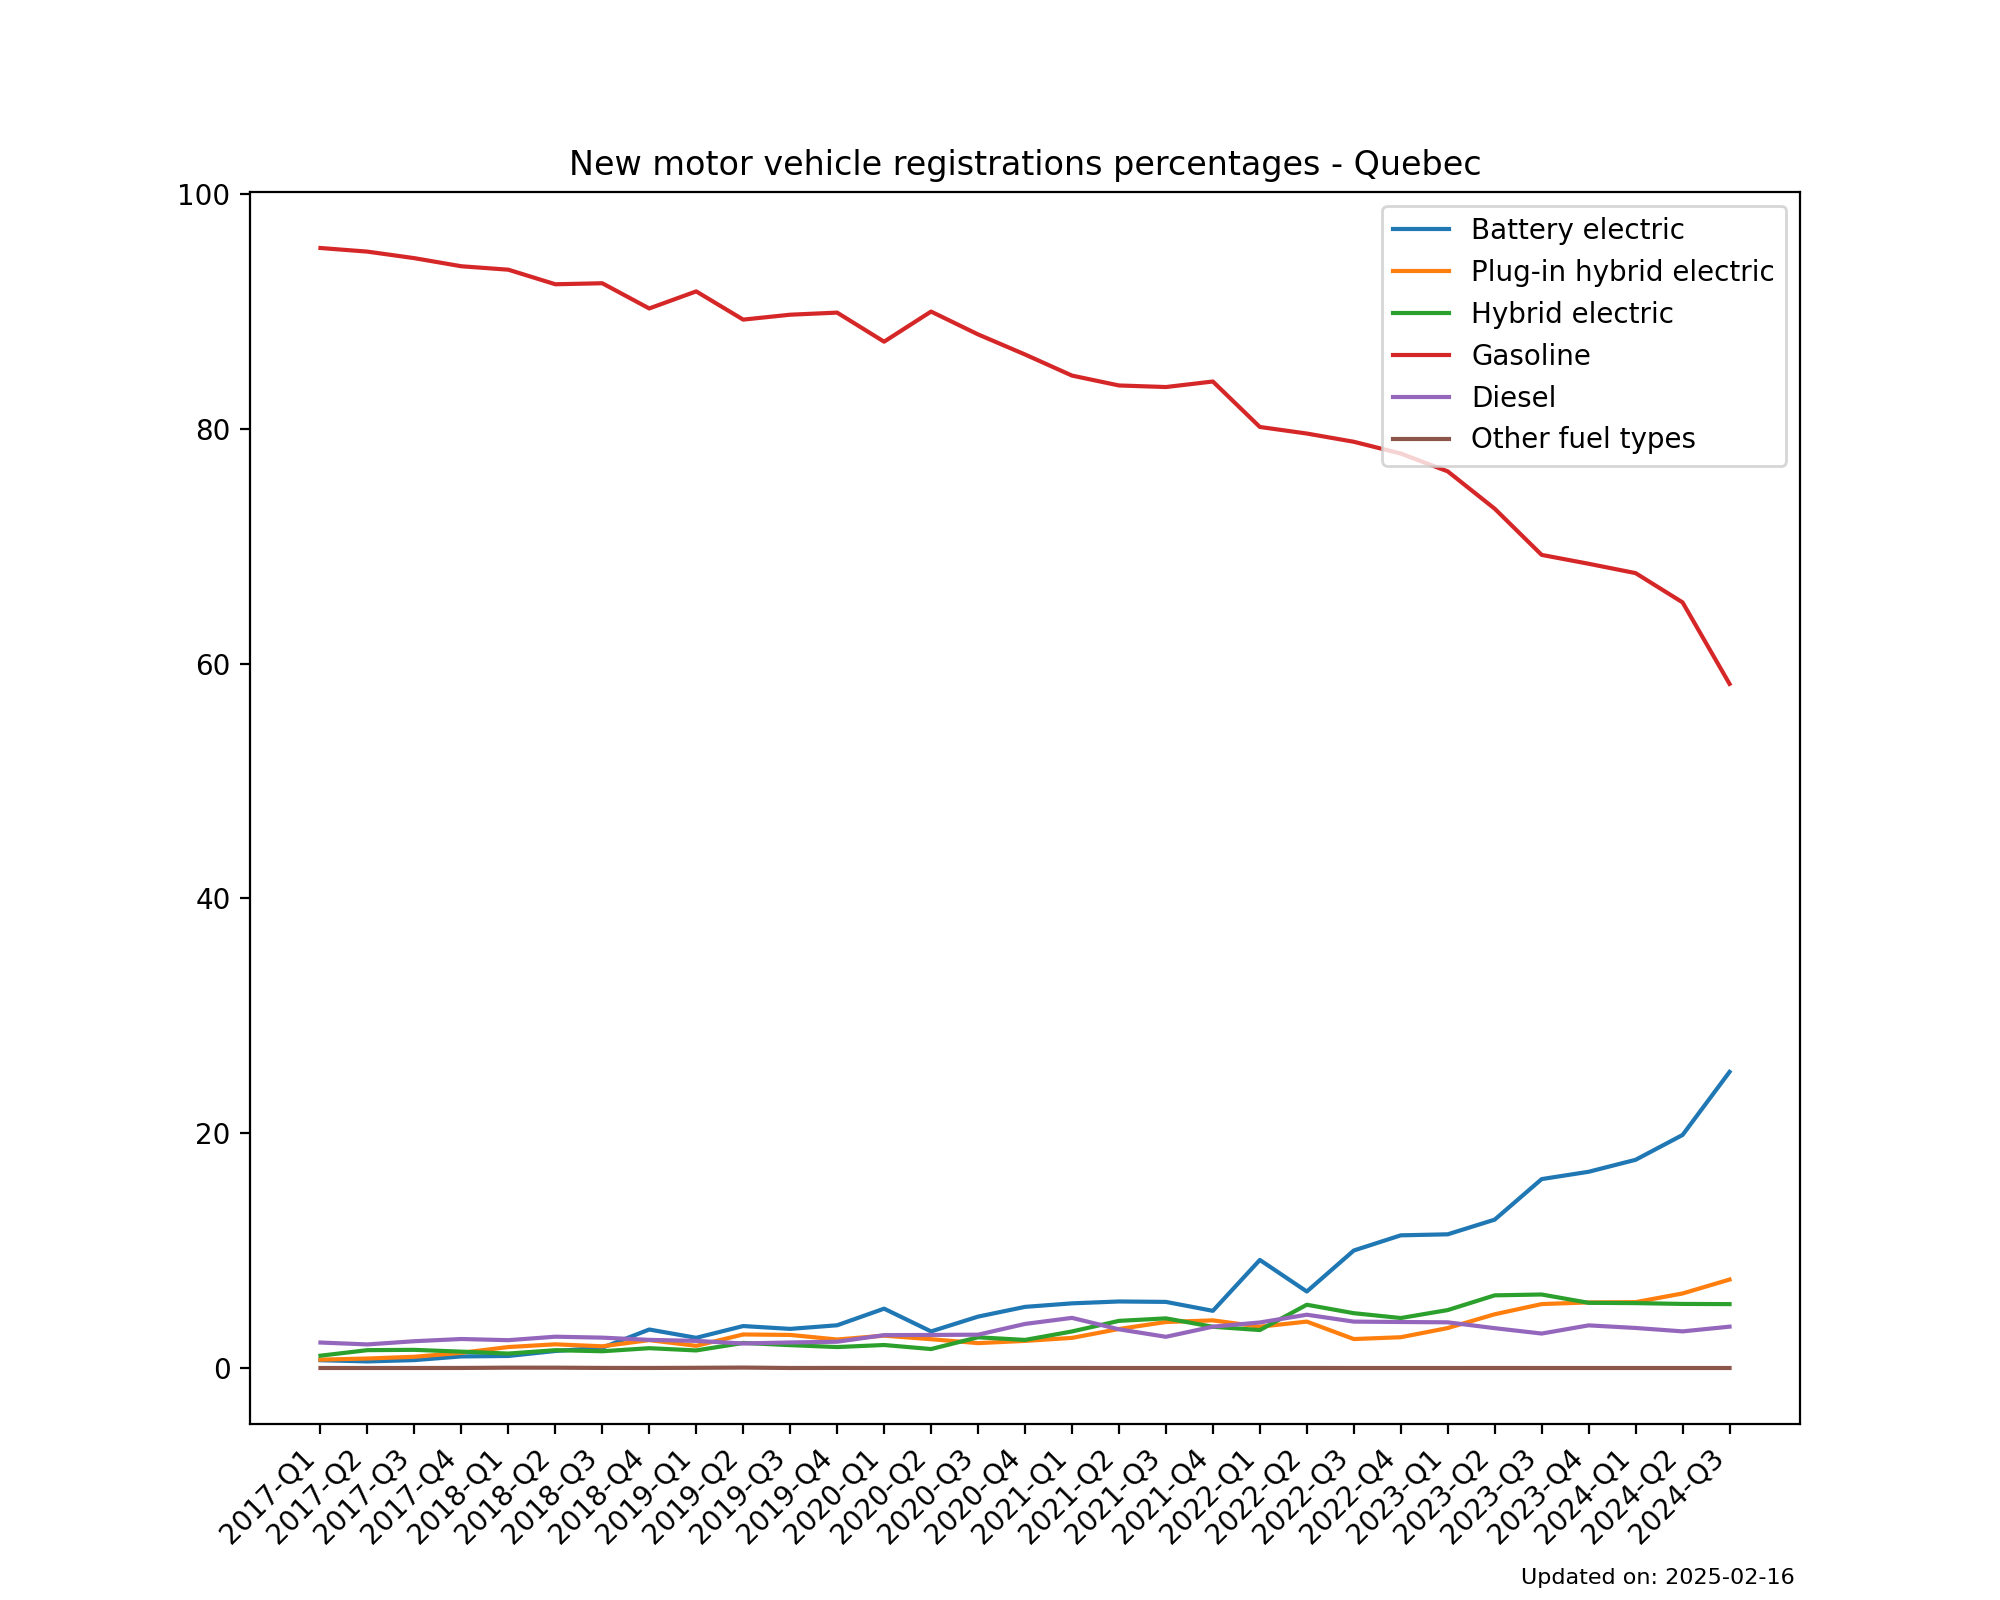 New motor vehicle registrations percentages - Quebec
100
80
60
40
20
0
Battery electric
Plug-in hybrid electric
Hybrid electric
Gasoline
Diesel
Other fuel types
2017-Q1
2017-Q2
2017-Q3
2017-Q4
2018-Q1
2018-Q2
2018-Q3
2018-Q4
2019-Q1
2019-Q2
2019-Q3
2019-Q4
2020-Q1
2020-Q2
2020-Q3
2020-Q4
2021-Q1
2021-Q2
2021-Q3
2021-Q4
2022-Q1
2022-Q2
2022-Q3
2022-Q4
2023-Q1
2023-Q2
2023-Q3
2023-Q4
2024-Q1
2024-Q2
2024-Q3
Updated on: 2025-02-16